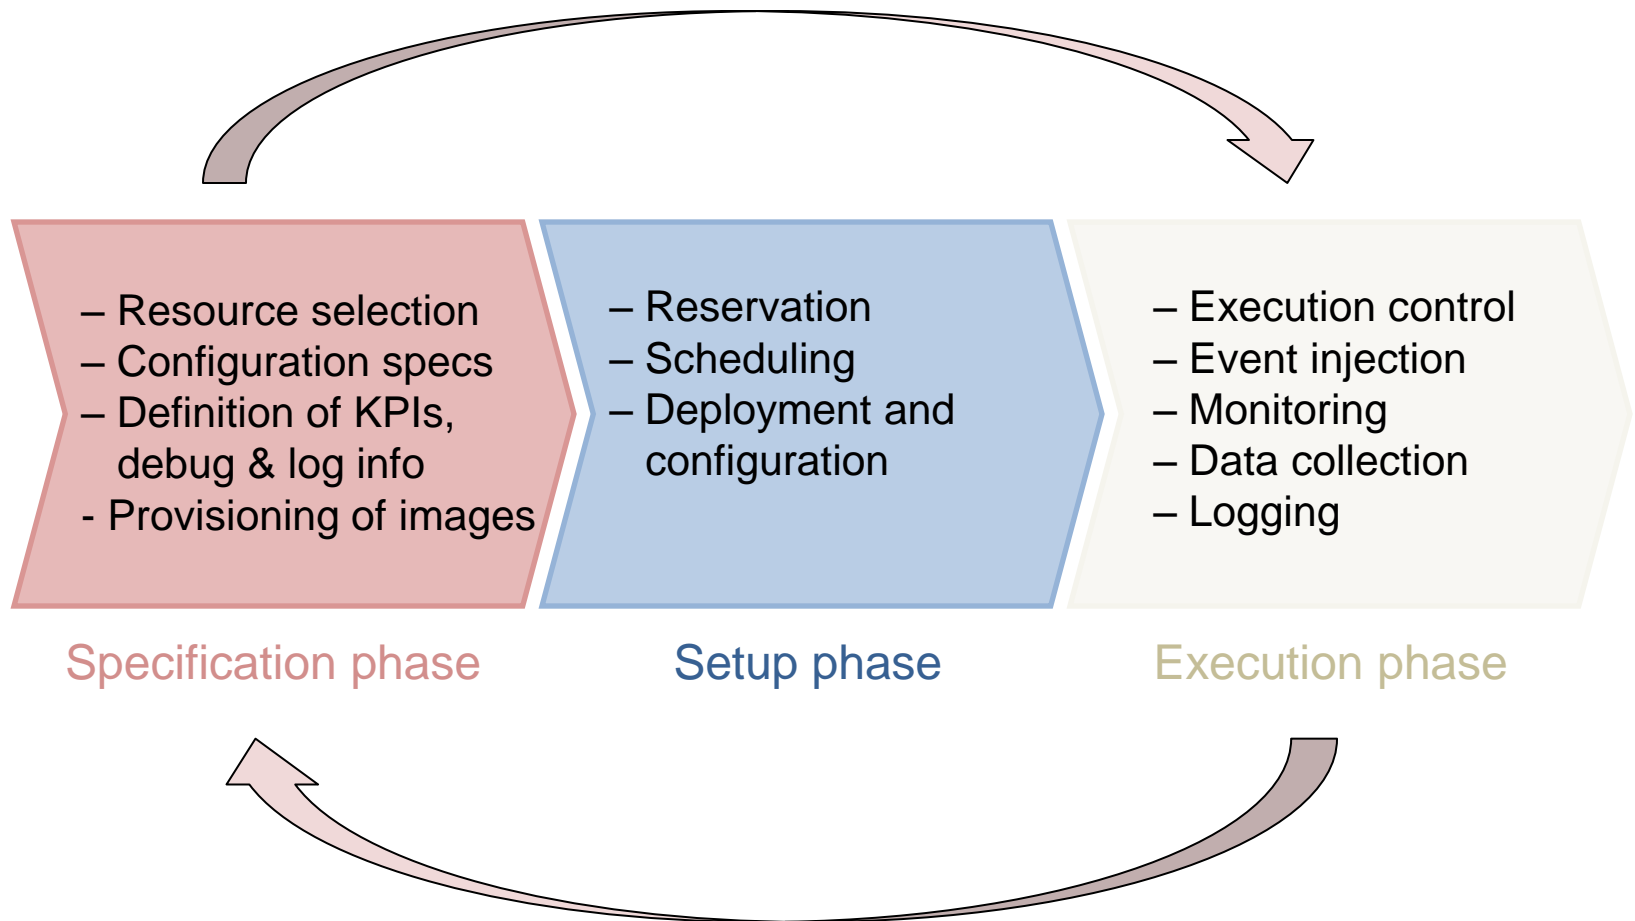 – Resource selection
– Configuration specs
– Definition of KPIs,
debug & log info
- Provisioning of images
– Reservation
– Scheduling
– Deployment and
configuration
– Execution control
– Event injection
– Monitoring
– Data collection
– Logging
Specification phase
Setup phase
Execution phase